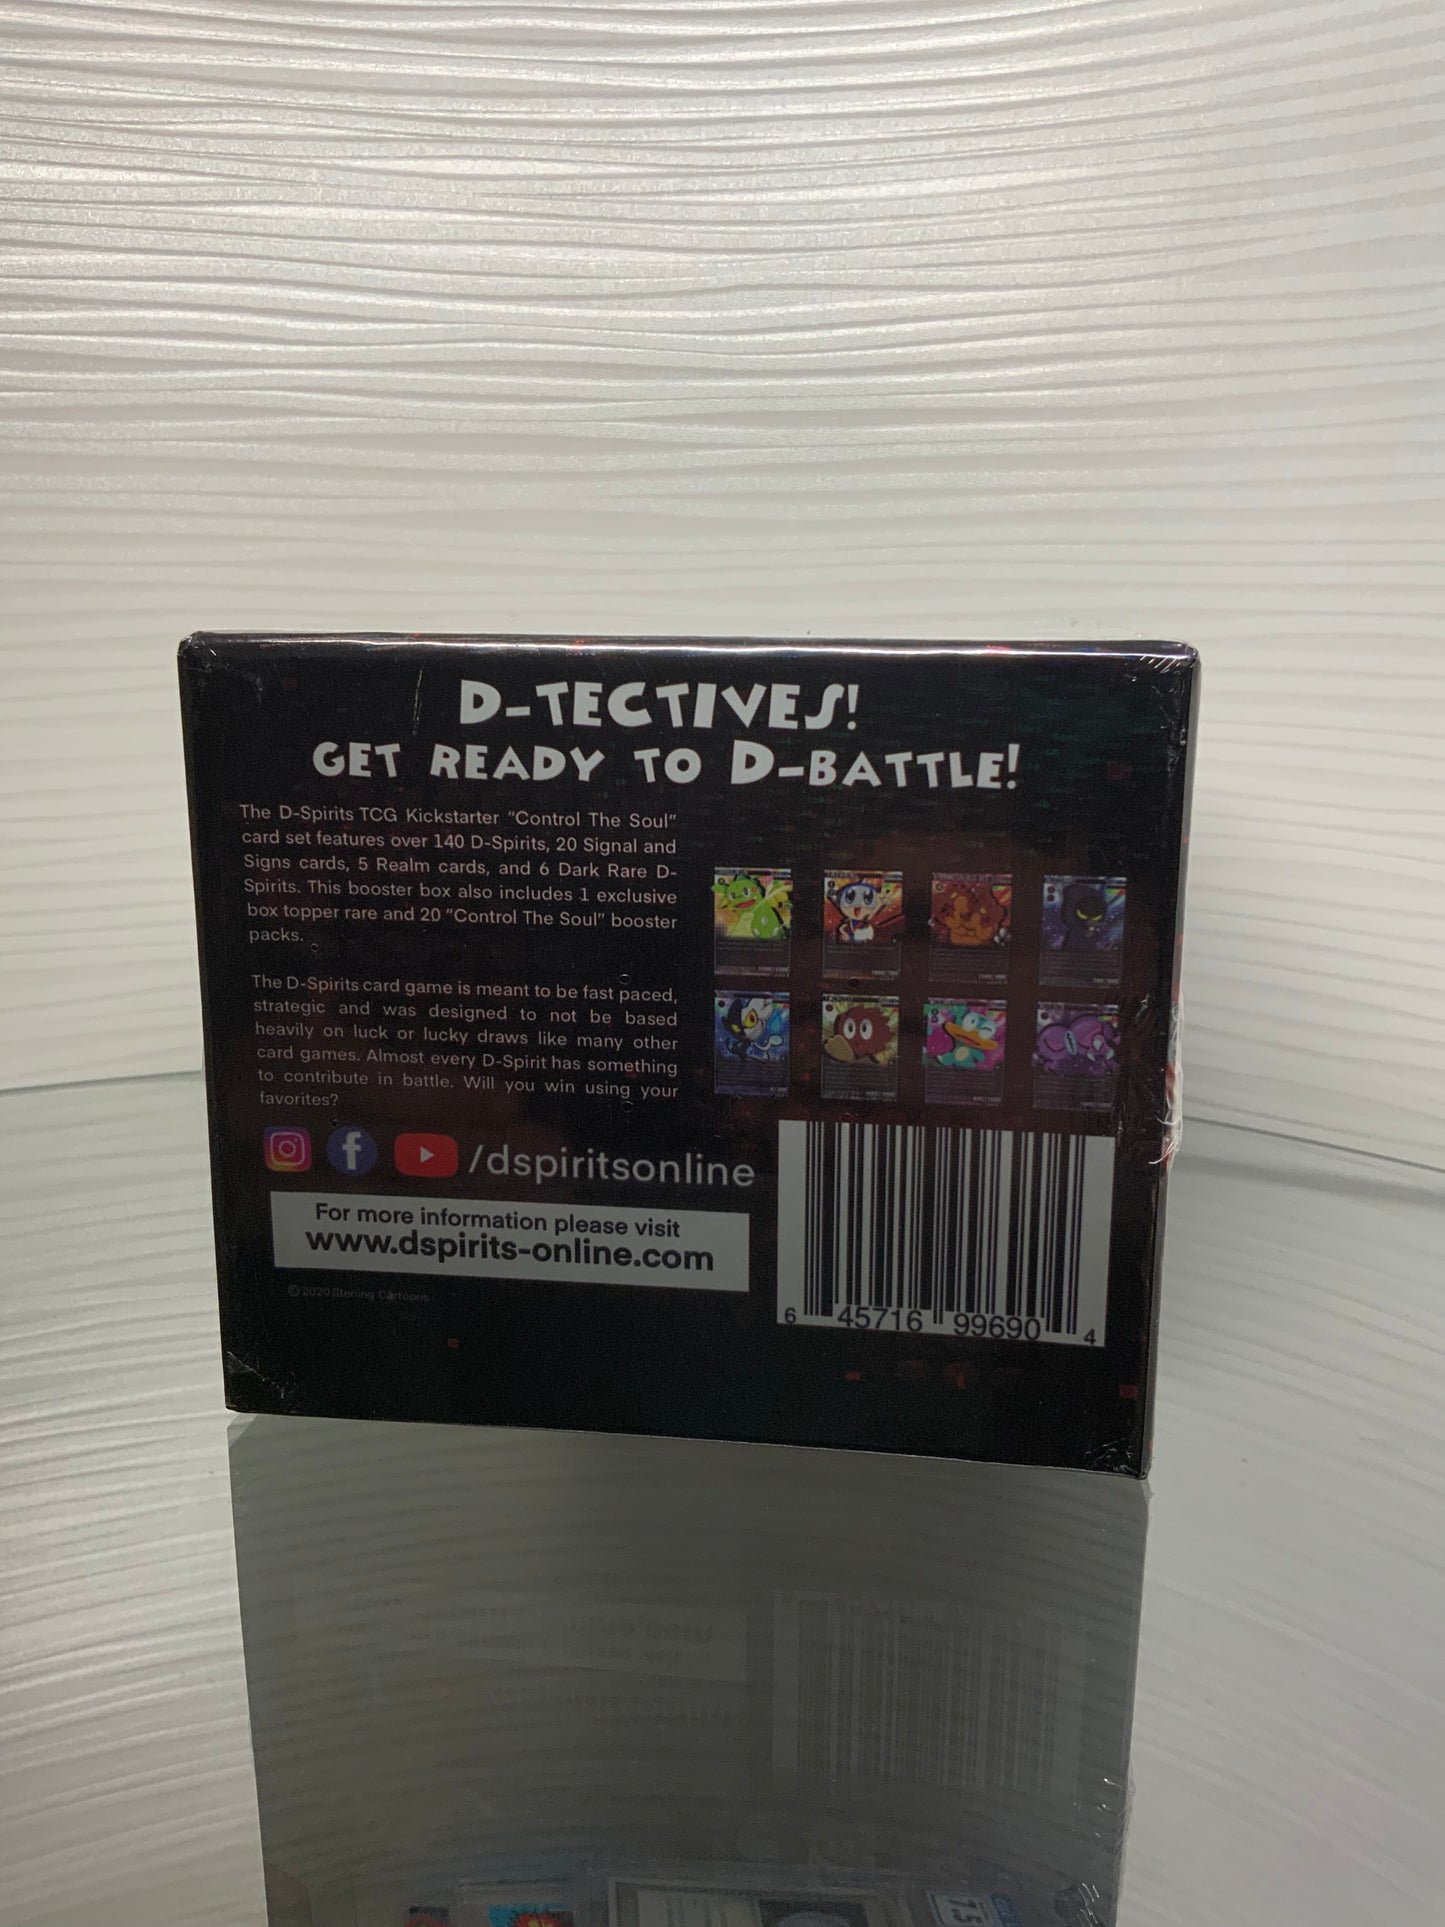 D-TECTIVES!
GET READY TO D-BATTLE!
The D-Spirits TCG Kickstarter "Control The Soul"
card set features over 140 D-Spirits, 20 Signal and
Signs cards, 5 Realm cards, and 6 Dark Rare D-
Spirits. This booster box also includes 1 exclusive
box topper rare and 20 "Control The Soul" booster
packs.
The D-Spirits card game is meant to be fast paced,
strategic and was designed to not be based
heavily on luck or lucky draws like many other
card games. Almost every D-Spirit has something
to contribute in battle. Will you win using your
favorites?
/dspiritsonline
For more information please visit
www.dspirits-online.com
© 2020 Sterling Cartoons
6 45716 99690 4